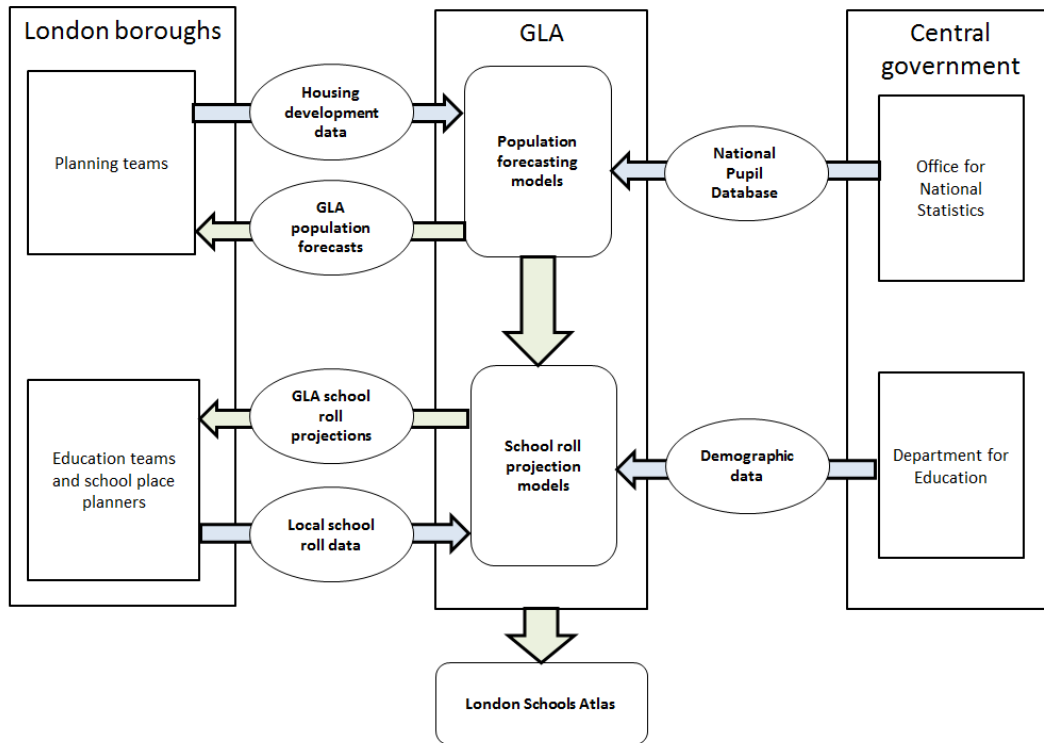 London boroughs
GLA
Central
government
Housing
development
data
Planning teams
Population
forecasting
models
National
Pupil
Database
Office for
National
Statistics
GLA
population
forecasts
GLA school
roll
projections
Education teams
and school place
planners
School roll
projection
models
Demographic
data
Department for
Education
Local school
roll data
London Schools Atlas